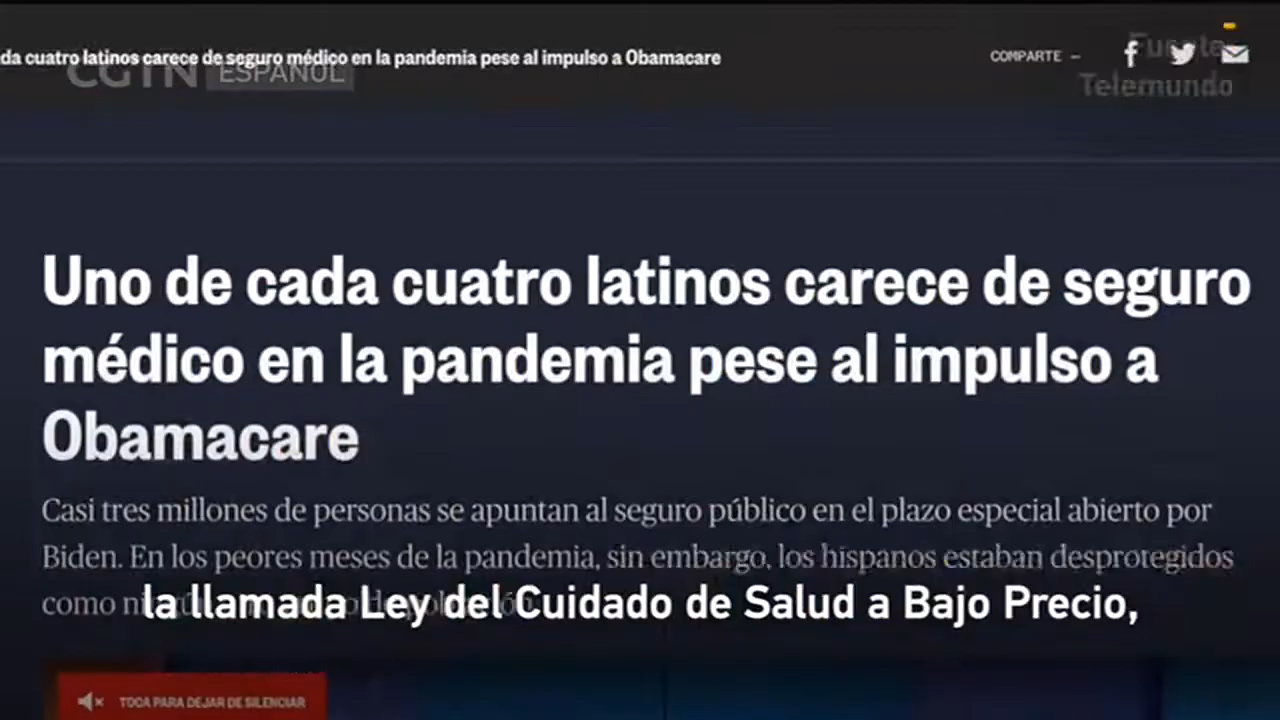 da cuatro latinos carece de seguro médico en la pandemia pese al impulso a Obamacare
COMPARTE –
CGTN ESPAÑOL
Fuente
Telemundo
Uno de cada cuatro latinos carece de seguro
médico en la pandemia pese al impulso a
Obamacare
Casi tres millones de personas se apuntan al seguro público en el plazo especial abierto por
Biden. En los peores meses de la pandemia, sin embargo, los hispanos estaban desprotegidos
como
la llamada Ley del Cuidado de Salud a Bajo Precio,
TOCA PARA DEJAR DE SILENCIAR